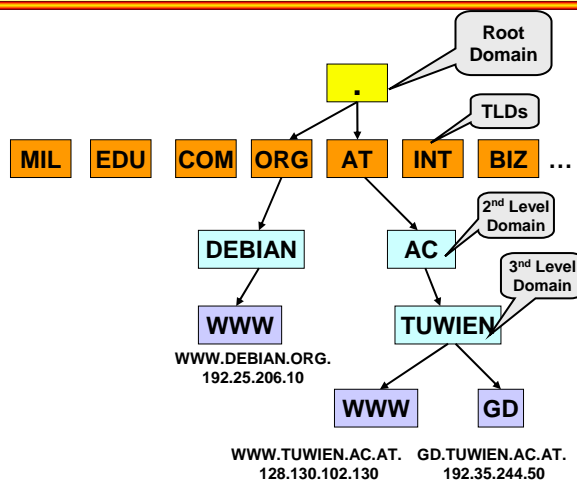 Root
Domain
.
TLDs
MIL EDU COM ORG AT INT BIZ ...
2nd Level
Domain
DEBIAN AC
3nd Level
Domain
WWW TUWIEN
WWW.DEBIAN.ORG.
192.25.206.10
WWW GD
WWW.TUWIEN.AC.AT. GD.TUWIEN.AC.AT.
128.130.102.130 192.35.244.50